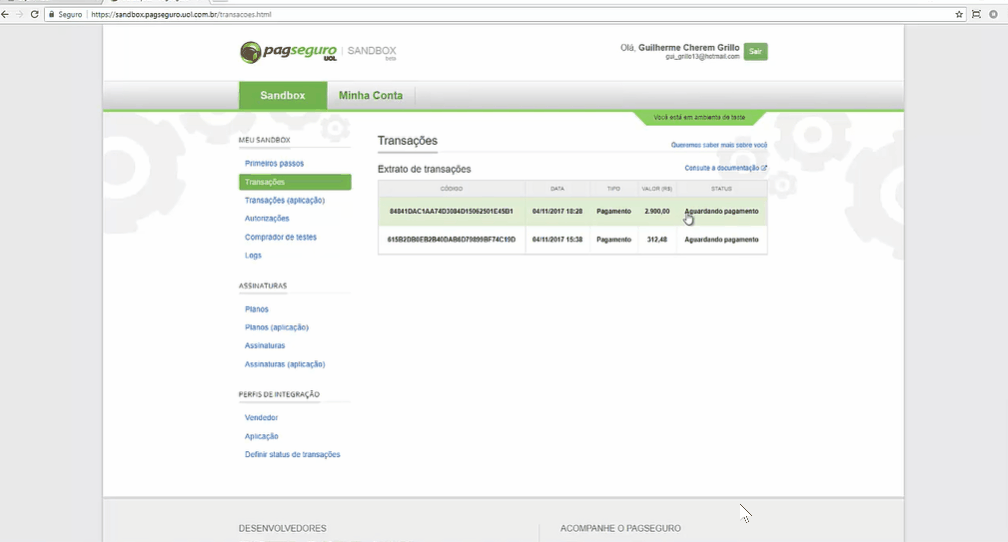 Seguro https://sandbox.pagseguro.uol.com.br/transacoes.html
pagseguro UOL SANDBOX beta
Olá, Guilherme Cherem Grillo
gui_grillo13@hotmail.com
Sair
Sandbox Minha Conta
Você está em ambiente de teste
MEU SANDBOX
Primeiros passos
Transações
Transações (aplicação)
Autorizações
Comprador de testes
Logs
ASSINATURAS
Planos
Planos (aplicação)
Assinaturas
Assinaturas (aplicação)
PERFIS DE INTEGRAÇÃO
Vendedor
Aplicação
Definir status de transações
Transações
Queremos saber mais sobre você
Extrato de transações
Consulte a documentação
CÓDIGO DATA TIPO VALOR (R$) STATUS
04/11/2017 18:28 Pagamento 2.900,00 Aguardando pagamento
04/11/2017 15:38 Pagamento 312,48 Aguardando pagamento
DESENVOLVEDORES
ACOMPANHE O PAGSEGURO